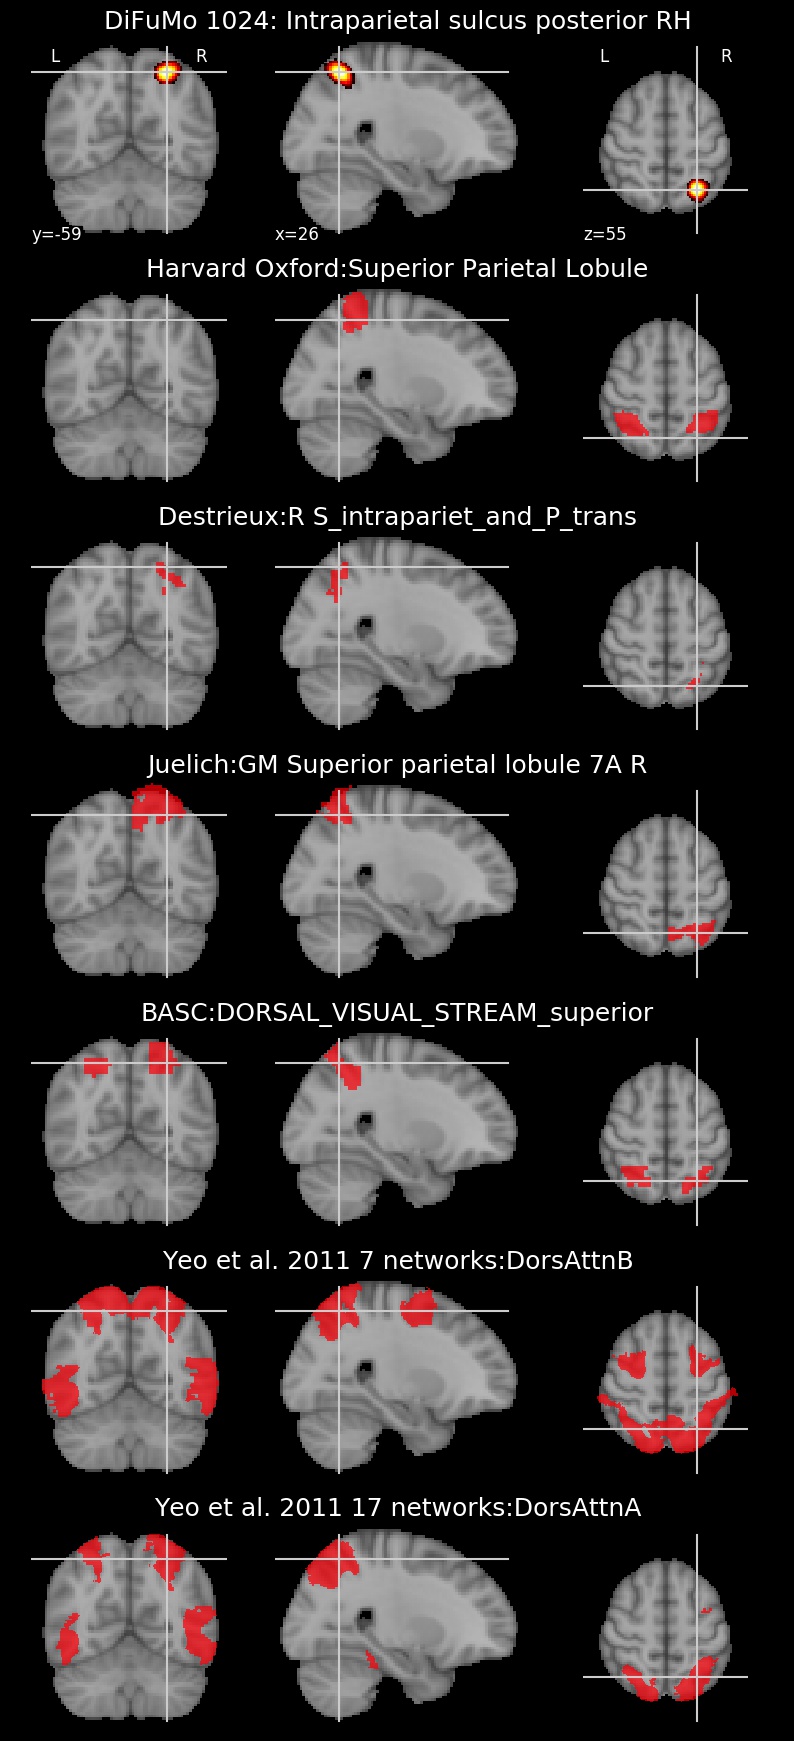 DiFuMo 1024: Intraparietal sulcus posterior RH
L R L R
y=-59 x=26 z=55
Harvard Oxford:Superior Parietal Lobule
Destrieux:R S_intrapariet_and_P_trans
Juelich:GM Superior parietal lobule 7A R
BASC:DORSAL_VISUAL_STREAM_superior
Yeo et al. 2011 7 networks:DorsAttnB
Yeo et al. 2011 17 networks:DorsAttnA